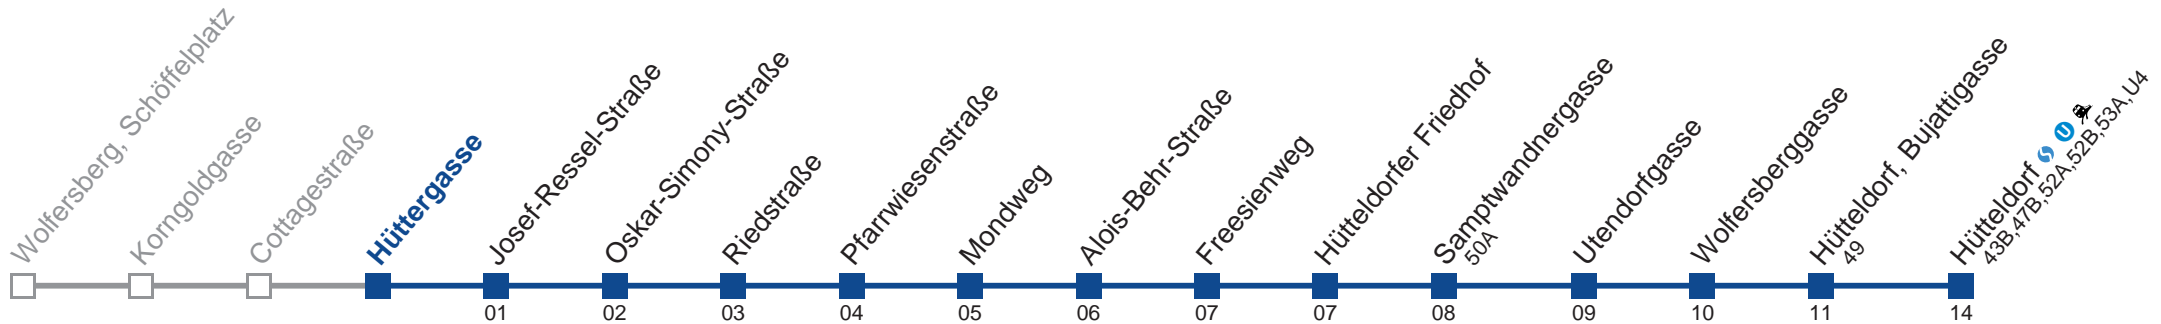 Wolfersberg, Schöffelplatz
Korngoldgasse
Cottagestraße
Hüttergasse
Josef-Ressel-Straße
01
Oskar-Simony-Straße
02
Riedstraße
03
Pfarrwiesenstraße
04
Mondweg
05
Alois-Behr-Straße
06
Freesienweg
07
Hütteldorfer Friedhof
07
Samptwandnergasse
50A
08
Utendorfgasse
09
Wolfersberggasse
10
Hütteldorf, Bujattigasse
49
11
Hütteldorf S U
43B,47B,52A,52B,53A,U4
14